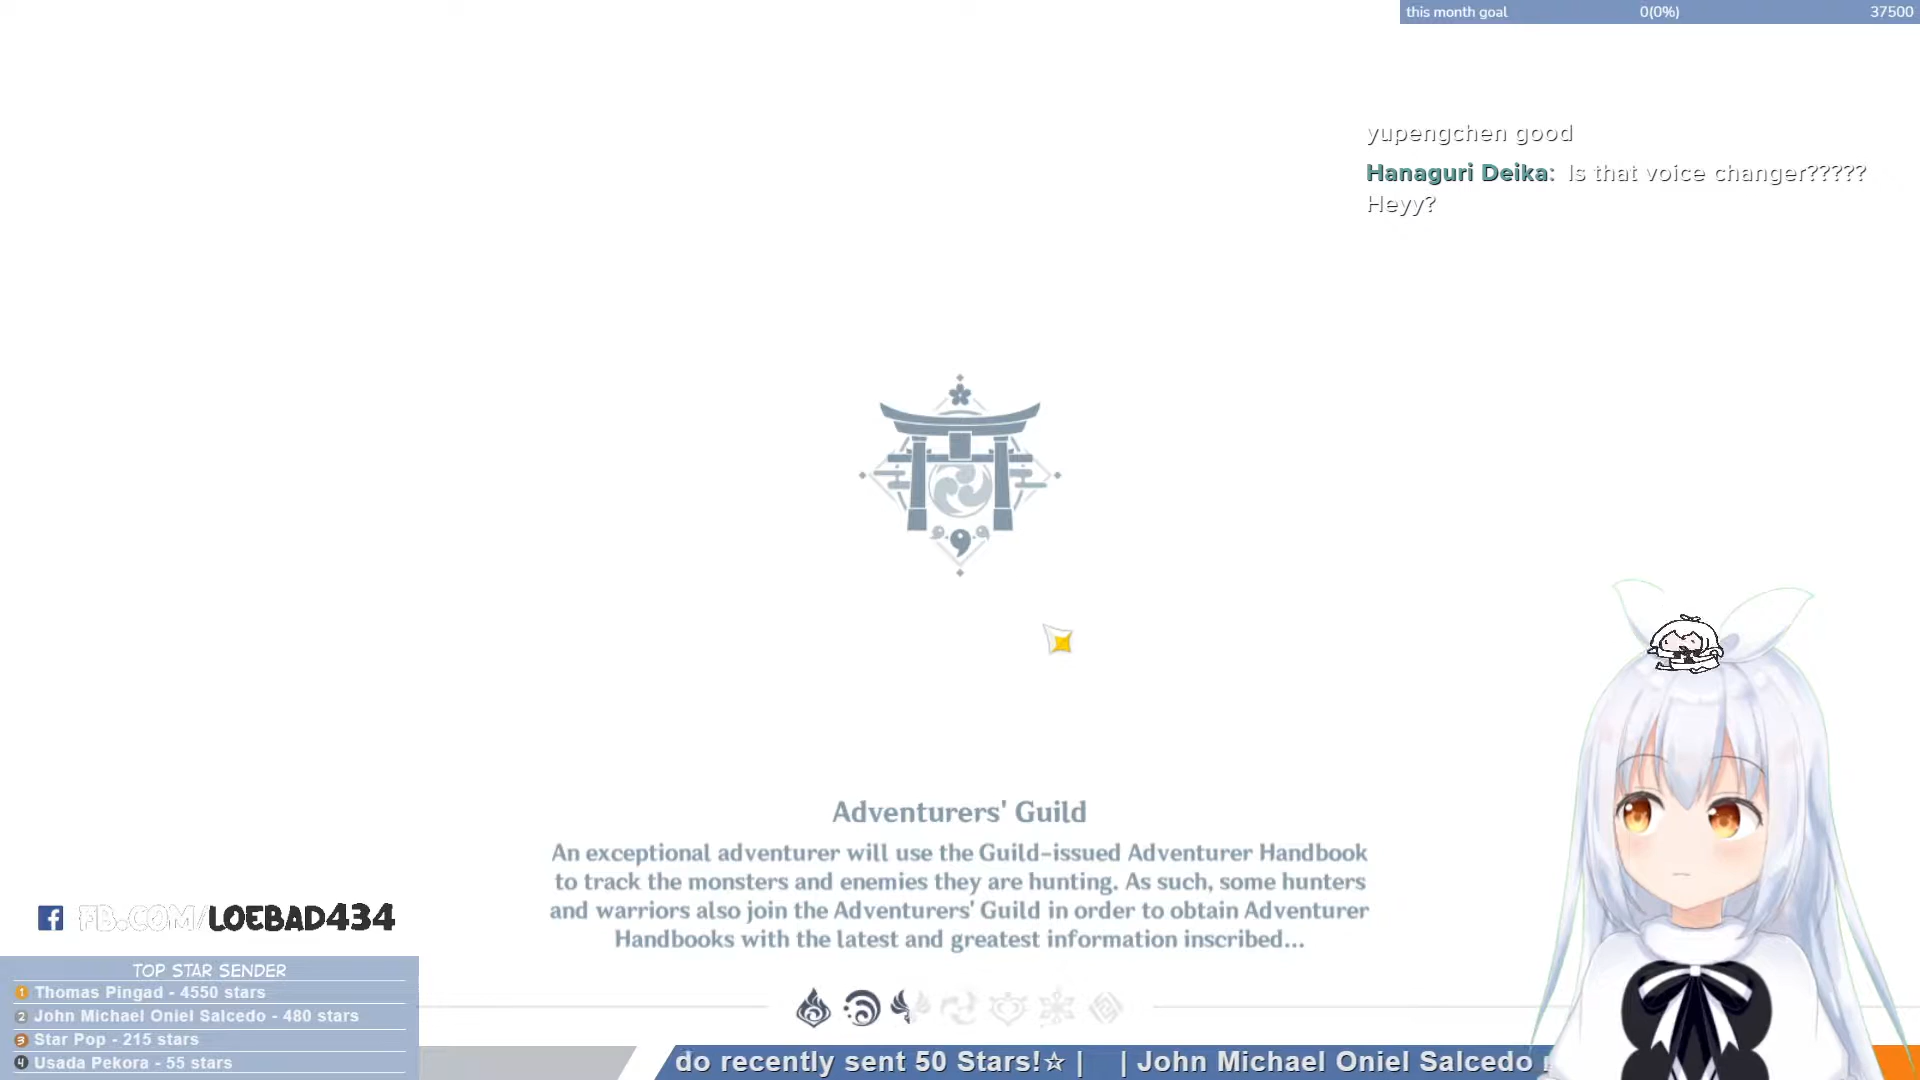 this month goal 0(0%) 37500
yupengchen good
Hanaguri Deika: Is that voice changer?????
Heyy?
Adventurers' Guild
An exceptional adventurer will use the Guild-issued Adventurer Handbook
to track the monsters and enemies they are hunting. As such, some hunters
and warriors also join the Adventurers' Guild in order to obtain Adventurer
Handbooks with the latest and greatest information inscribed...
FB.COM/LOEBAD434
TOP STAR SENDER
1 Thomas Pingad - 4550 stars
2 John Michael Oniel Salcedo - 480 stars
3 Star Pop - 215 stars
4 Usada Pekora - 55 stars
do recently sent 50 Stars!☆ | | John Michael Oniel Salcedo